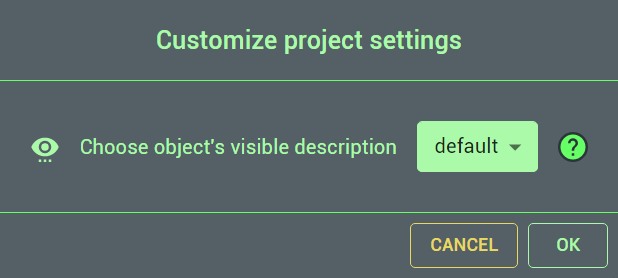 Customize project settings
Choose object's visible description default ?
CANCEL OK